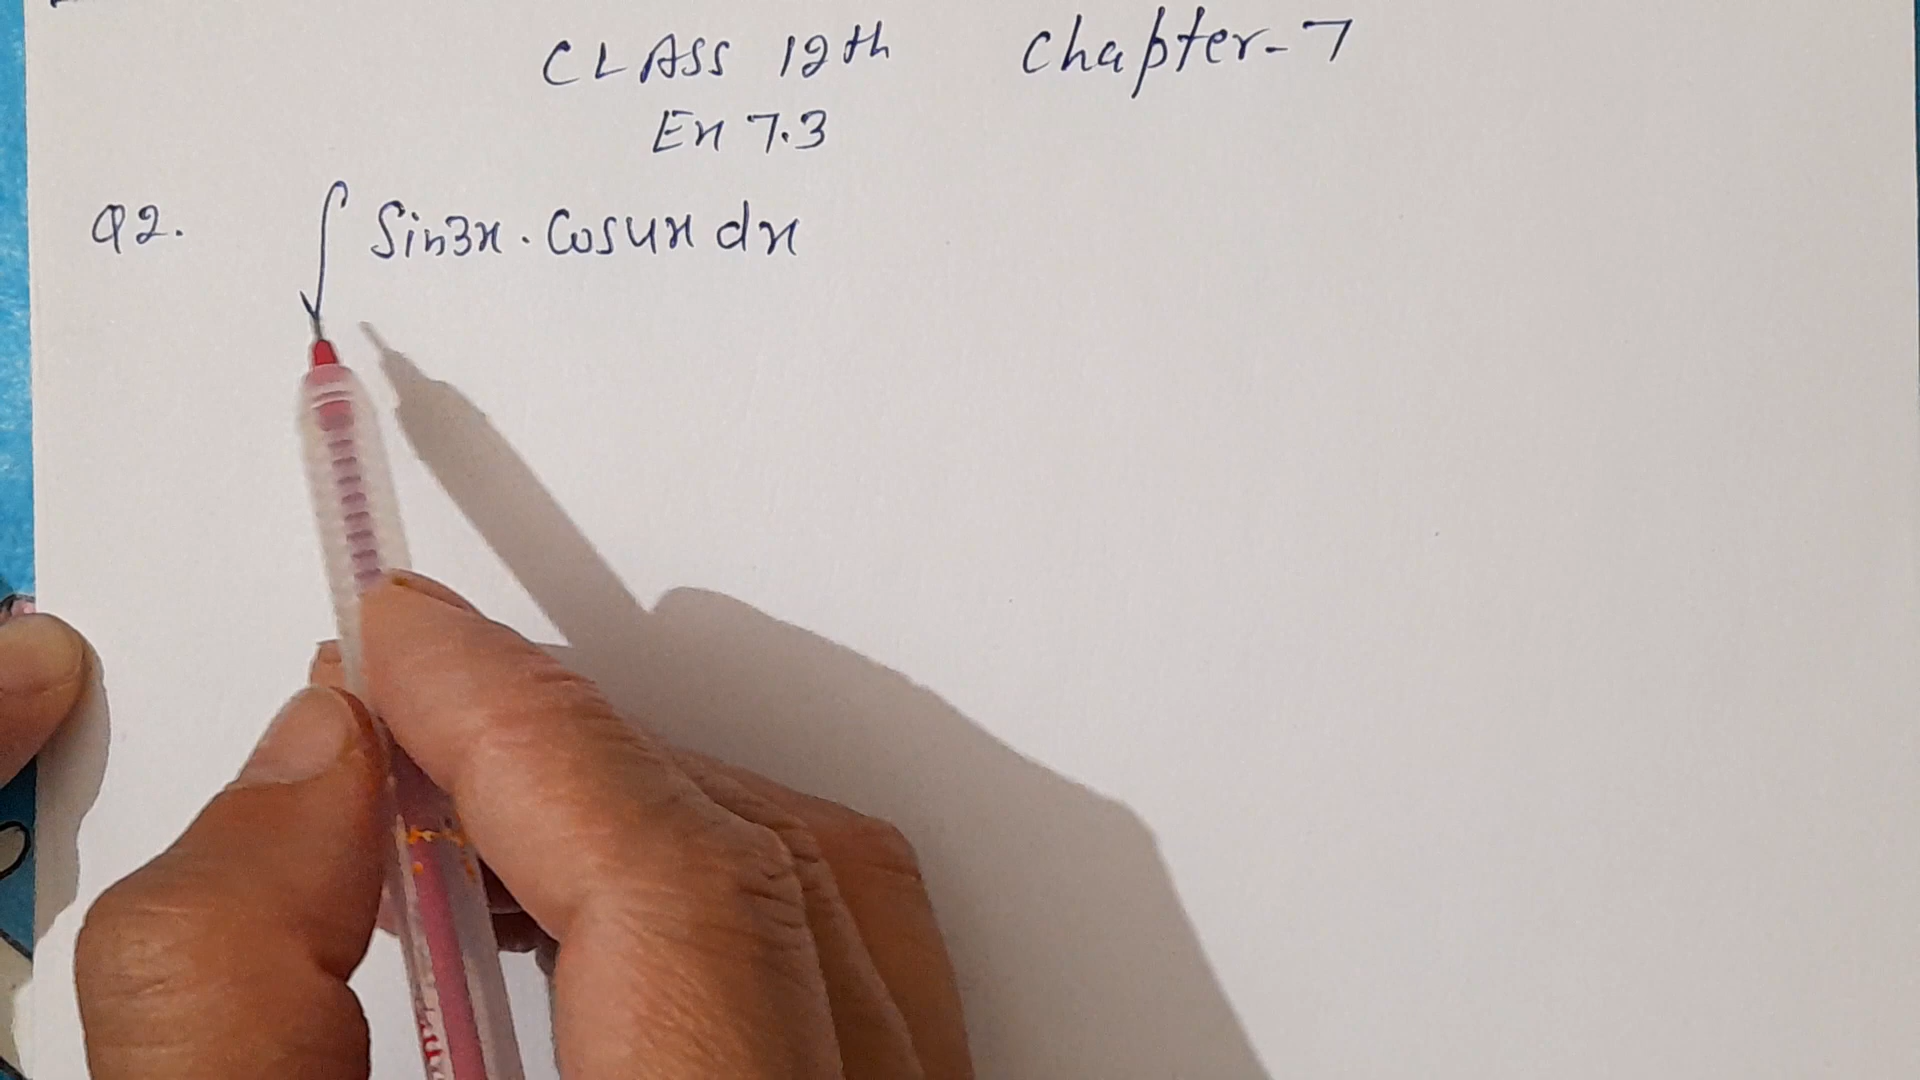 CLASS 12th Chapter-7
Ex 7.3
Q2. ∫ Sin3x . Cos4x dx